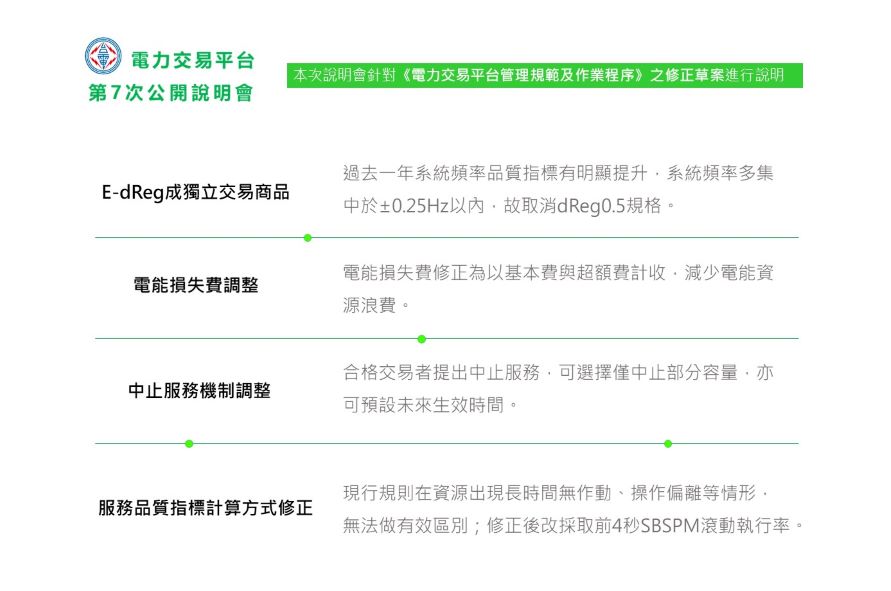 電力交易平台
第7次公開說明會
本次說明會針對《電力交易平台管理規範及作業程序》之修正草案進行說明
E-dReg成獨立交易商品
過去一年系統頻率品質指標有明顯提升，系統頻率多集
中於±0.25Hz以內，故取消dReg0.5規格。
電能損失費調整
電能損失費修正為以基本費與超額費計收，減少電能資
源浪費。
中止服務機制調整
合格交易者提出中止服務，可選擇僅中止部分容量，亦
可預設未來生效時間。
服務品質指標計算方式修正
現行規則在資源出現長時間無作動、操作偏離等情形，
無法做有效區別；修正後改採取前4秒SBSPM滾動執行率。